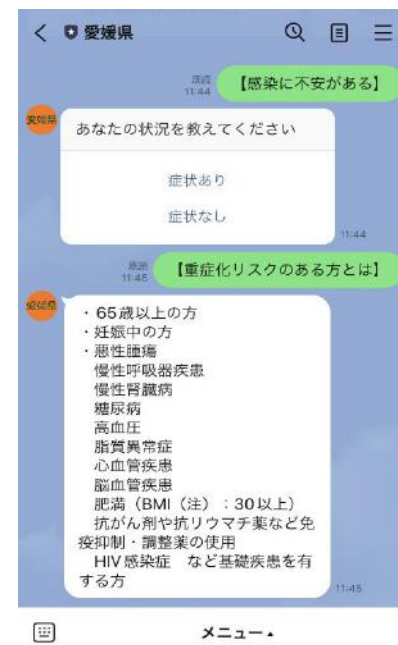 愛媛県
既読
11:44
【感染に不安がある】
愛媛県
あなたの状況を教えてください
症状あり
症状なし
11:44
既読
11:45
【重症化リスクのある方とは】
愛媛県
・65歳以上の方
・妊娠中の方
・悪性腫瘍
慢性呼吸器疾患
慢性腎臓病
糖尿病
高血圧
脂質異常症
心血管疾患
脳血管疾患
肥満（BMI（注）：30以上）
抗がん剤や抗リウマチ薬など免
疫抑制・調整薬の使用
HIV感染症　など基礎疾患を有
する方
11:45
メニュー